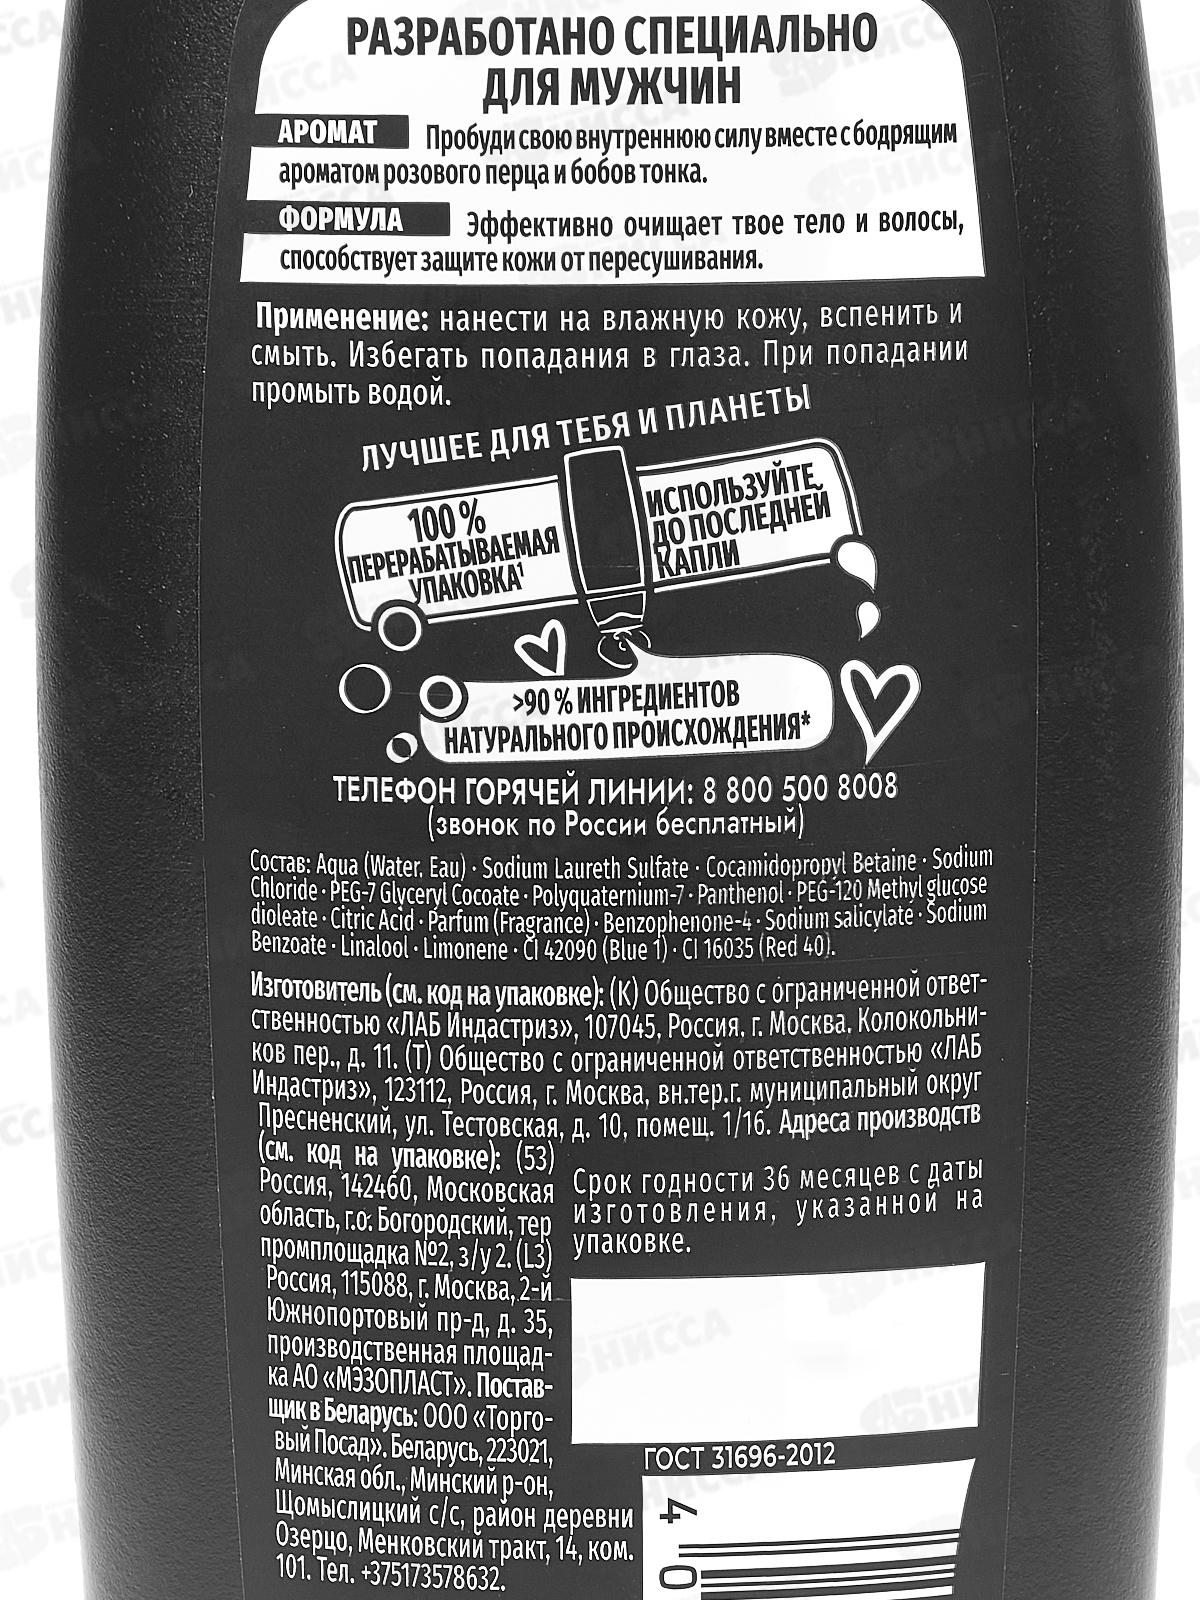 РАЗРАБОТАНО СПЕЦИАЛЬНО
ДЛЯ МУЖЧИН
АРОМАТ Пробуди свою внутреннюю силу вместе с бодрящим
ароматом розового перца и бобов тонка.
ФОРМУЛА Эффективно очищает твое тело и волосы,
способствует защите кожи от пересушивания.
Применение: нанести на влажную кожу, вспенить и
смыть. Избегать попадания в глаза. При попадании
промыть водой.
ЛУЧШЕЕ ДЛЯ ТЕБЯ И ПЛАНЕТЫ
100 %
ПЕРЕРАБАТЫВАЕМАЯ
УПАКОВКА¹
ИСПОЛЬЗУЙТЕ
ДО ПОСЛЕДНЕЙ
КАПЛИ
>90 % ИНГРЕДИЕНТОВ
НАТУРАЛЬНОГО ПРОИСХОЖДЕНИЯ*
ТЕЛЕФОН ГОРЯЧЕЙ ЛИНИИ: 8 800 500 8008
(звонок по России бесплатный)
Состав: Aqua (Water, Eau) · Sodium Laureth Sulfate · Cocamidopropyl Betaine · Sodium
Chloride · PEG-7 Glyceryl Cocoate · Polyquaternium-7 · Panthenol · PEG-120 Methyl glucose
dioleate · Citric Acid · Parfum (Fragrance) · Benzophenone-4 · Sodium salicylate · Sodium
Benzoate · Linalool · Limonene · CI 42090 (Blue 1) · CI 16035 (Red 40).
Изготовитель (см. код на упаковке): (К) Общество с ограниченной ответ-
ственностью «ЛАБ Индастриз», 107045, Россия, г. Москва, Колокольни-
ков пер., д. 11. (Т) Общество с ограниченной ответственностью «ЛАБ
Индастриз», 123112, Россия, г. Москва, вн.тер.г. муниципальный округ
Пресненский, ул. Тестовская, д. 10, помещ. 1/16. Адреса производств
(см. код на упаковке): (53)
Россия, 142460, Московская
область, г.о. Богородский, тер
промплощадка №2, з/у 2. (L3)
Россия, 115088, г. Москва, 2-й
Южнопортовый пр-д, д. 35,
производственная площад-
ка АО «МЭЗОПЛАСТ». Постав-
щик в Беларусь: ООО «Торго-
вый Посад». Беларусь, 223021,
Минская обл., Минский р-он,
Щомыслицкий с/с, район деревни
Озерцо, Менковский тракт, 14, ком.
101. Тел. +375173578632.
Срок годности 36 месяцев с даты
изготовления, указанной на
упаковке.
ГОСТ 31696-2012
4
0